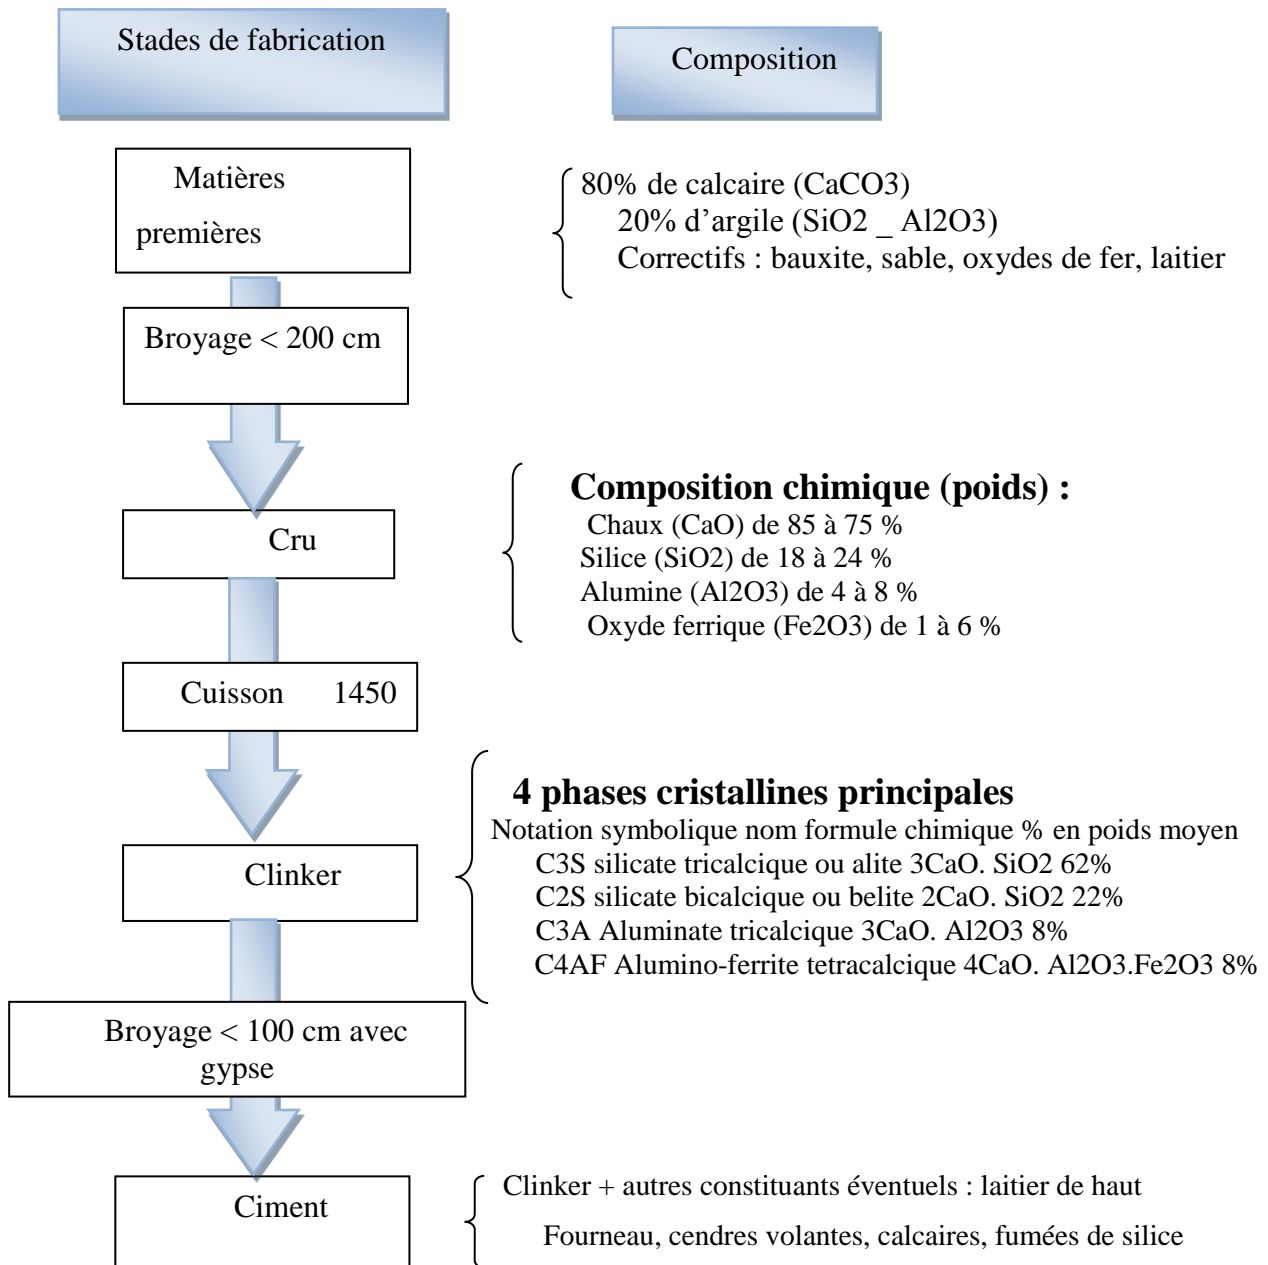 Stades de fabrication
Composition
Matières
premières
80% de calcaire (CaCO3)
20% d’argile (SiO2 _ Al2O3)
Correctifs : bauxite, sable, oxydes de fer, laitier
Broyage < 200 cm
Cru
Composition chimique (poids) :
Chaux (CaO) de 85 à 75 %
Silice (SiO2) de 18 à 24 %
Alumine (Al2O3) de 4 à 8 %
Oxyde ferrique (Fe2O3) de 1 à 6 %
Cuisson 1450
Clinker
4 phases cristallines principales
Notation symbolique nom formule chimique % en poids moyen
C3S silicate tricalcique ou alite 3CaO. SiO2 62%
C2S silicate bicalcique ou belite 2CaO. SiO2 22%
C3A Aluminate tricalcique 3CaO. Al2O3 8%
C4AF Alumino-ferrite tetracalcique 4CaO. Al2O3.Fe2O3 8%
Broyage < 100 cm avec
gypse
Ciment
Clinker + autres constituants éventuels : laitier de haut
Fourneau, cendres volantes, calcaires, fumées de silice